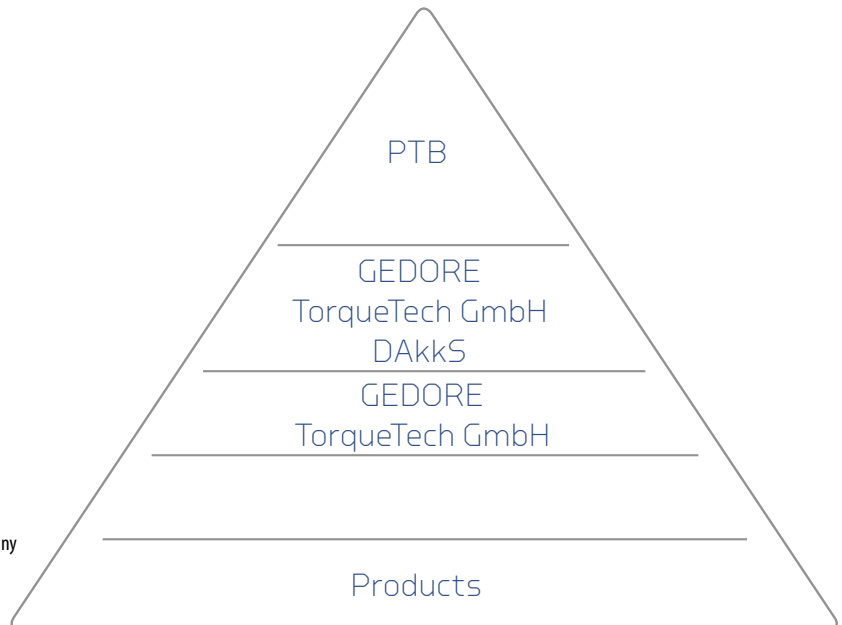 PTB
GEDORE
TorqueTech GmbH
DAkkS
GEDORE
TorqueTech GmbH
ny
Products